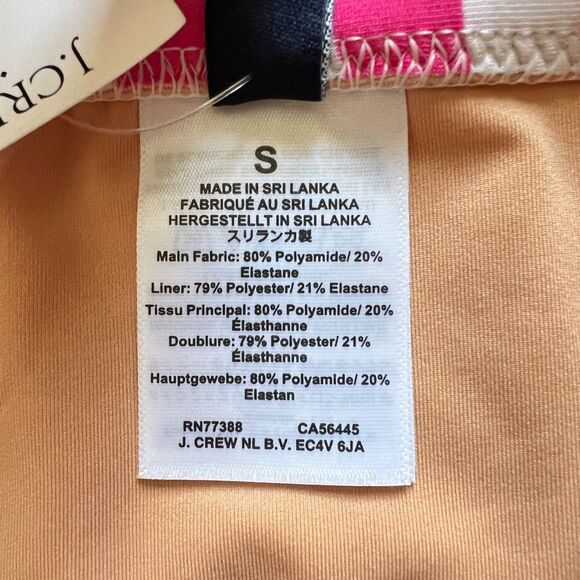 J.CR
S
MADE IN SRI LANKA
FABRIQUÉ AU SRI LANKA
HERGESTELLT IN SRI LANKA
スリランカ製
Main Fabric: 80% Polyamide/ 20%
Elastane
Liner: 79% Polyester/ 21% Elastane
Tissu Principal: 80% Polyamide/ 20%
Élasthanne
Doublure: 79% Polyester/ 21%
Élasthanne
Hauptgewebe: 80% Polyamide/ 20%
Elastan
RN77388 CA56445
J. CREW NL B.V. EC4V 6JA